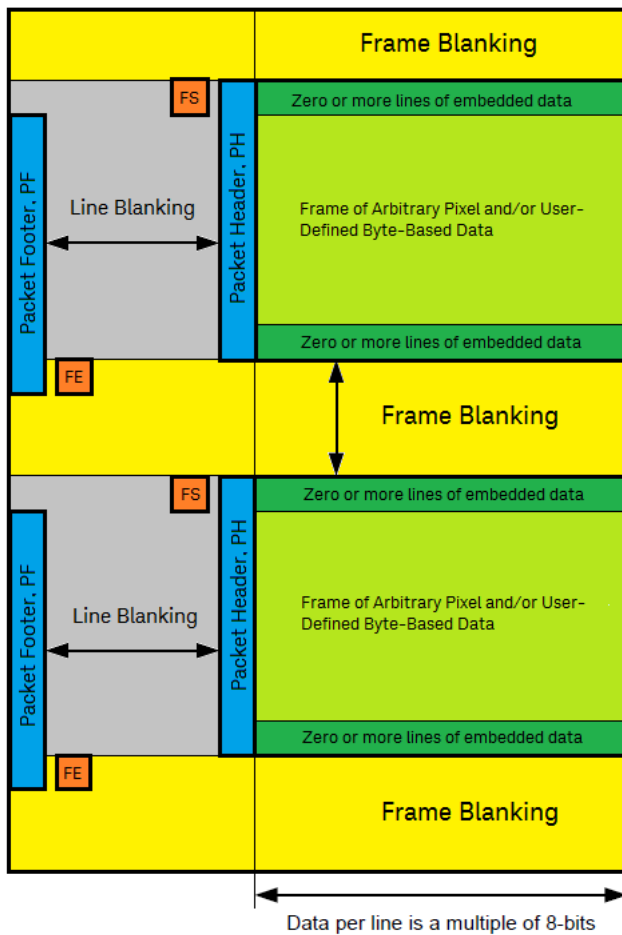 Frame Blanking
FS
Zero or more lines of embedded data
Packet Footer, PF
Line Blanking
Packet Header, PH
Frame of Arbitrary Pixel and/or User-
Defined Byte-Based Data
Zero or more lines of embedded data
FE
Frame Blanking
FS
Zero or more lines of embedded data
Packet Footer, PF
Line Blanking
Packet Header, PH
Frame of Arbitrary Pixel and/or User-
Defined Byte-Based Data
Zero or more lines of embedded data
FE
Frame Blanking
Data per line is a multiple of 8-bits